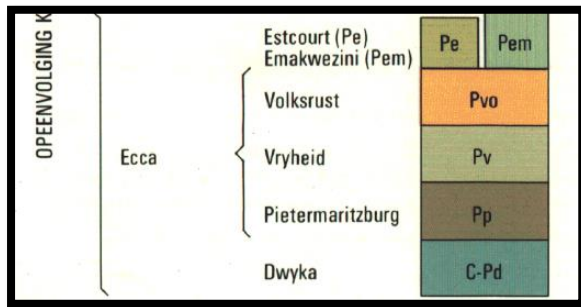 OPEENVOLGING K
Estcourt (Pe) Pe Pem
Emakwezini (Pem)
Volksrust Pvo
Ecca Vryheid Pv
Pietermaritzburg Pp
Dwyka C-Pd